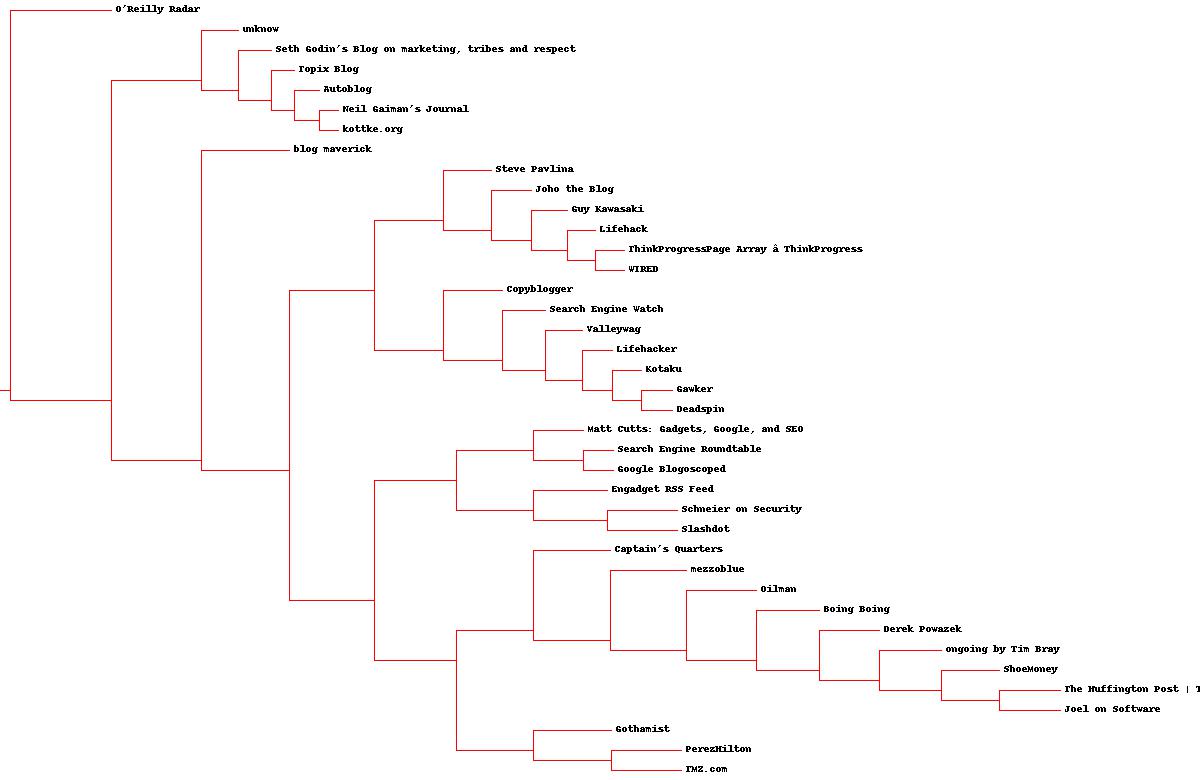 O'Reilly Radar
unknow
Seth Godin's Blog on marketing, tribes and respect
Topix Blog
Autoblog
Neil Gaiman's Journal
kottke.org
blog maverick
Steve Pavlina
Joho the Blog
Guy Kawasaki
Lifehack
ThinkProgressPage Array â ThinkProgress
WIRED
Copyblogger
Search Engine Watch
Valleywag
Lifehacker
Kotaku
Gawker
Deadspin
Matt Cutts: Gadgets, Google, and SEO
Search Engine Roundtable
Google Blogoscoped
Engadget RSS Feed
Schneier on Security
Slashdot
Captain's Quarters
mezzoblue
Oilman
Boing Boing
Derek Powazek
ongoing by Tim Bray
ShoeMoney
The Huffington Post | T
Joel on Software
Gothamist
PerezHilton
TMZ.com